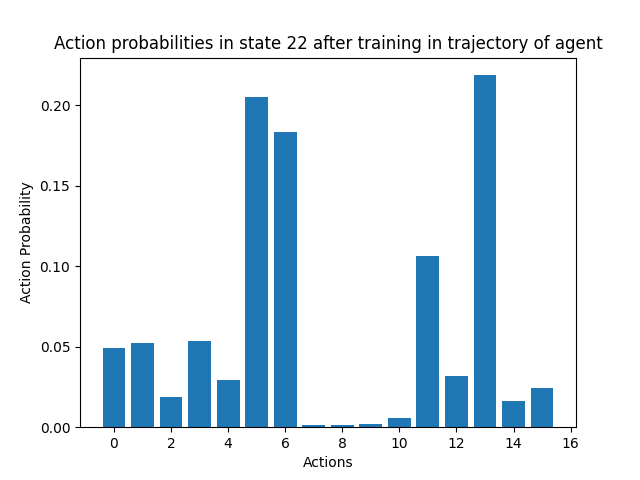 Action probabilities in state 22 after training in trajectory of agent
0.20
0.15
0.10
0.05
0.00
Action Probability
0 2 4 6 8 10 12 14 16
Actions